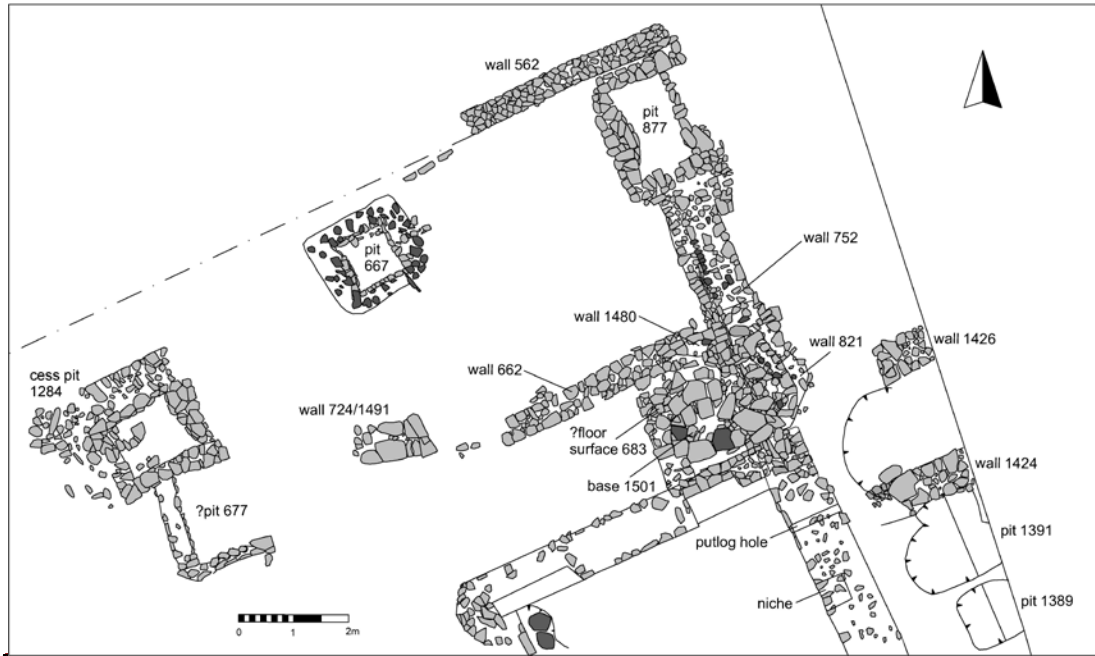 wall 562
pit
877
pit
667
wall 752
wall 1480
wall 821
wall 1426
wall 662
cess pit
1284
wall 724/1491
?floor
surface 683
wall 1424
base 1501
?pit 677
pit 1391
putlog hole
niche
pit 1389
0 1 2m